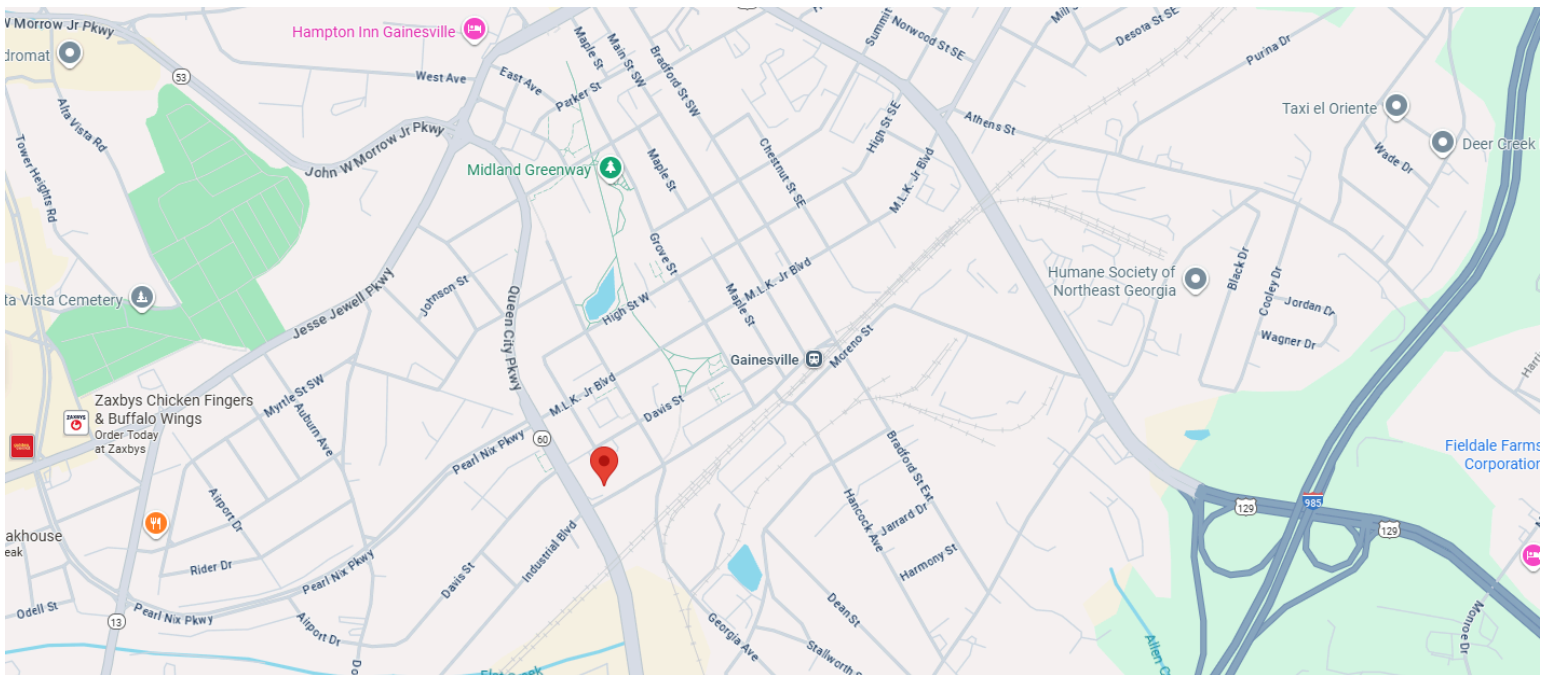 W Morrow Jr Pkwy
Hampton Inn Gainesville
dromat
53
West Ave
East Ave
Parker St
Maple St
Main St SW
Bradford St SW
Summit
Norwood St SE
Desota St SE
Purina Dr
Alta Vista Rd
Tower Heights Rd
John W Morrow Jr Pkwy
Midland Greenway
Maple St
Chestnut St SE
High St SE
M.L.K. Jr Blvd
Athens St
Taxi el Oriente
Deer Creek
Wade Dr
ta Vista Cemetery
Jesse Jewell Pkwy
Johnson St
Queen City Pkwy
Grove St
High St W
Maple St
M.L.K. Jr Blvd
Gainesville
Moreno St
Humane Society of
Northeast Georgia
Black Dr
Cooley Dr
Jordan Dr
Wagner Dr
985
Zaxbys Chicken Fingers
& Buffalo Wings
Order Today
at Zaxbys
ZAXBYS
Myrtle St SW
Auburn Ave
M.L.K. Jr Blvd
Davis St
60
Pearl Nix Pkwy
Bradford St Ext
Hancock Ave
Jarrard Dr
Harmony St
Fieldale Farms
Corporation
129
129
akhouse
eak
Airport Dr
Rider Dr
Pearl Nix Pkwy
Davis St
Industrial Blvd
Odell St
13
Pearl Nix Pkwy
Airport Dr
Georgia Ave
Dean St
Stallworth
Monroe Dr